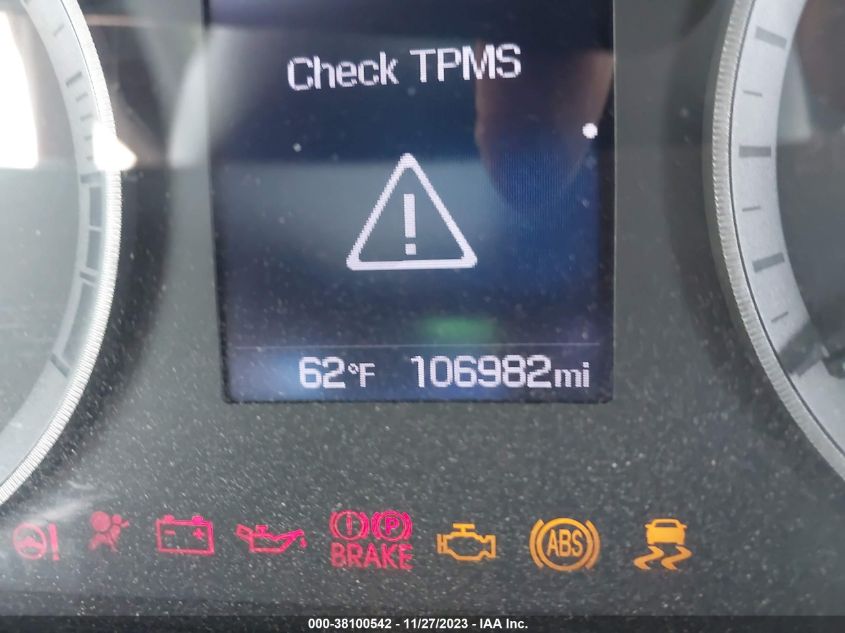 Check TPMS
!
62°F 106982mi
! ! P
BRAKE
ABS
000-38100542 - 11/27/2023 - IAA Inc.